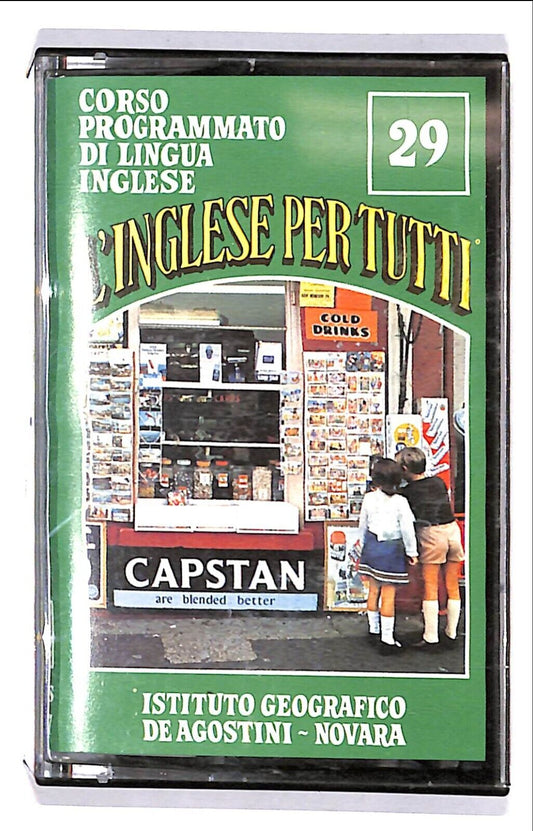 CORSO
PROGRAMMATO
DI LINGUA
INGLESE
29
L'INGLESE PER TUTTI
COLD
DRINKS
CAPSTAN
are blended better
ISTITUTO GEOGRAFICO
DE AGOSTINI ~ NOVARA